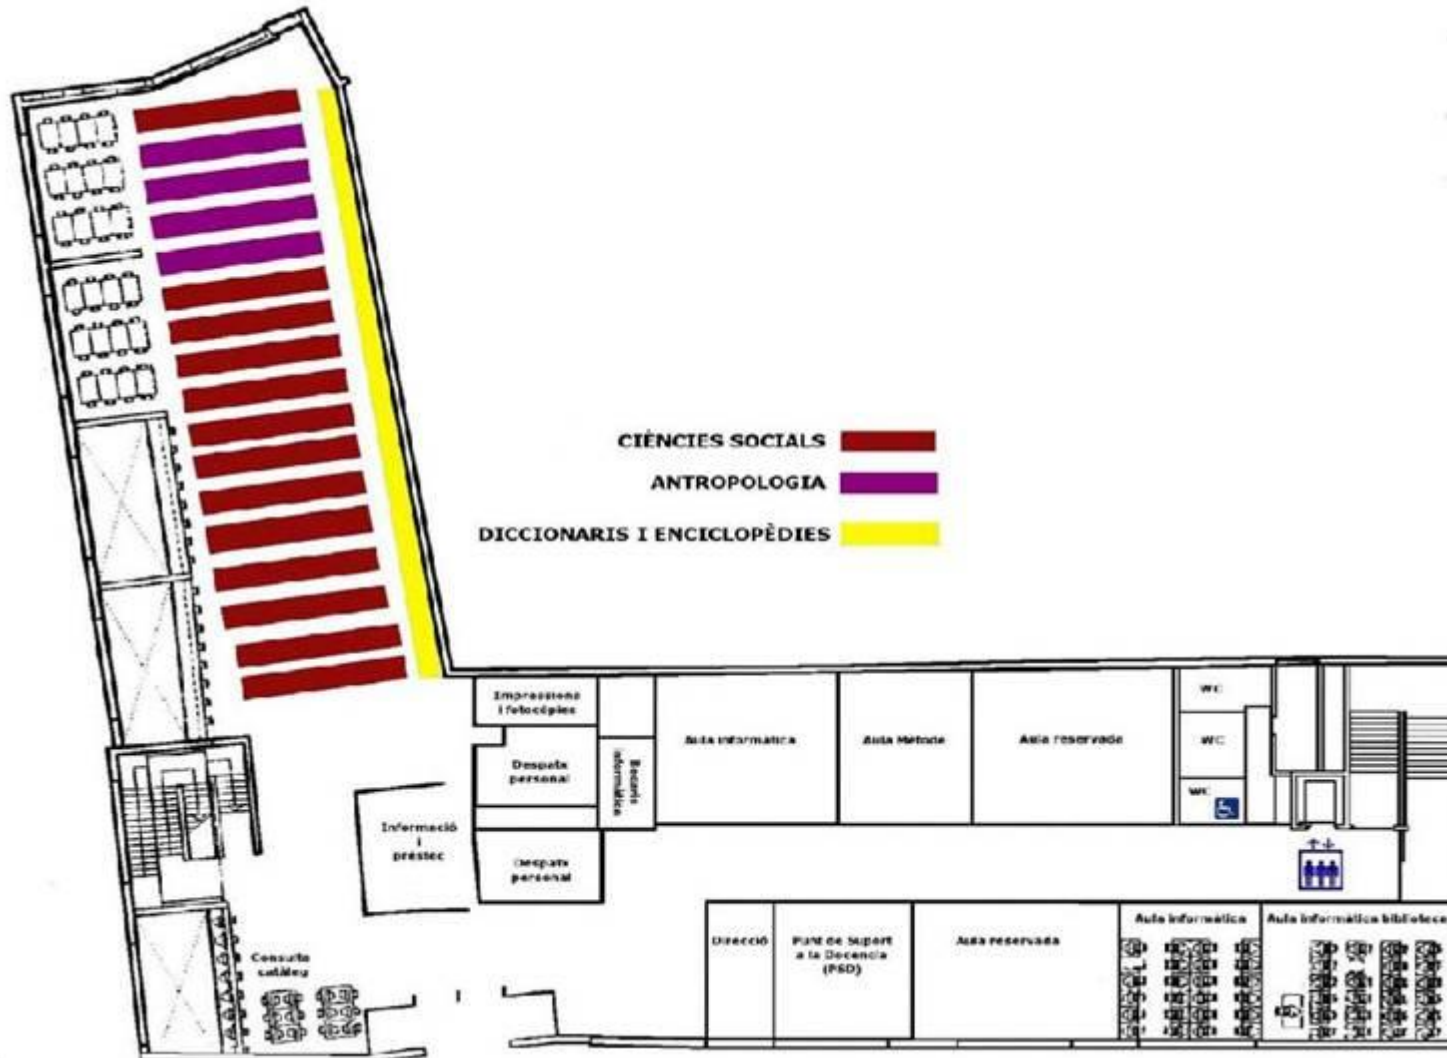 CIÈNCIES SOCIALS
ANTROPOLOGIA
DICCIONARIS I ENCICLOPÈDIES
Impressions
i fotocòpies
Despatx
personal
Becaris
informàtica
Aula informàtica
Aula Mètode
Aula reservada
WC
WC
WC
Informació
i
préstec
Despatx
personal
Consulta
catàleg
Direcció
Punt de Suport
a la Docencia
(PSD)
Aula reservada
Aula informàtica
Aula informàtica biblioteca